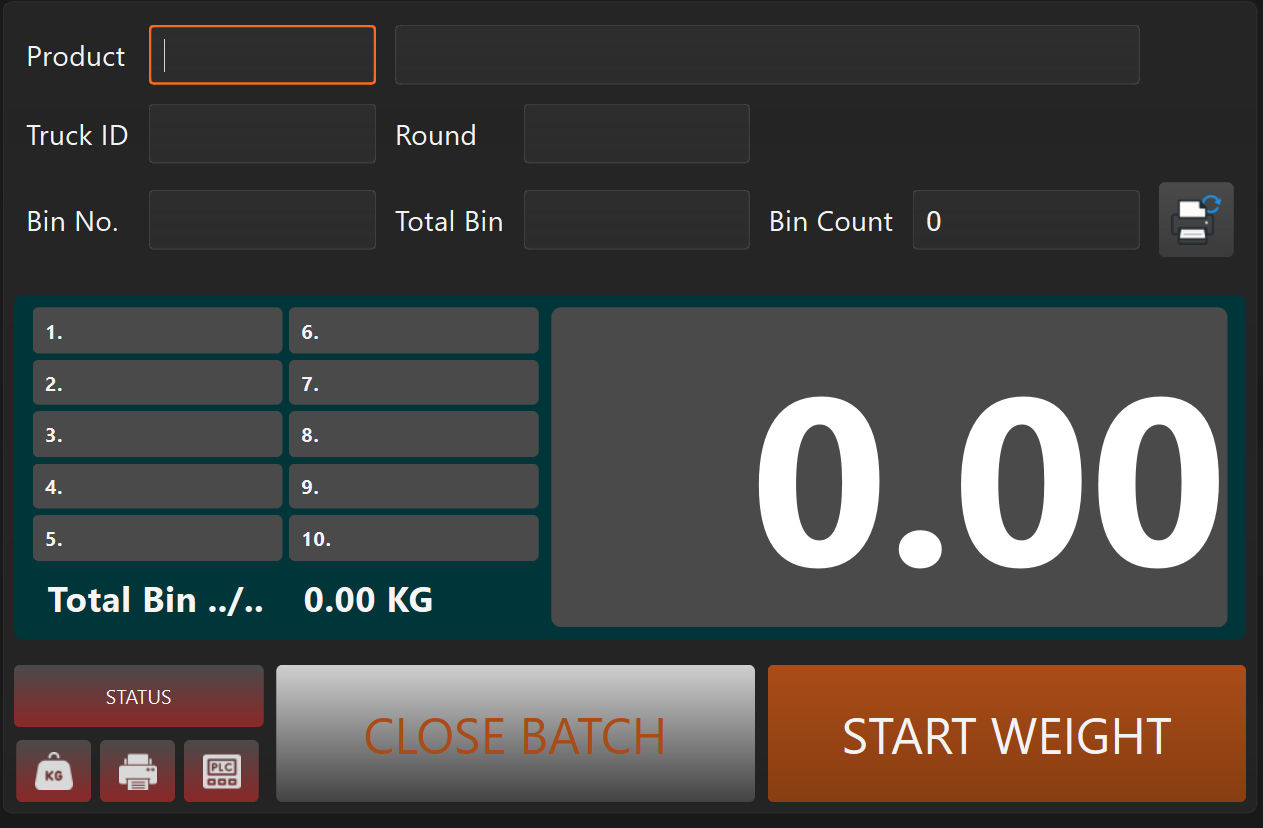 Product
Truck ID Round
Bin No. Total Bin Bin Count 0
1. 6.
2. 7.
3. 8.
4. 9.
5. 10.
Total Bin ../.. 0.00 KG
0.00
STATUS
CLOSE BATCH
START WEIGHT
KG
PLC